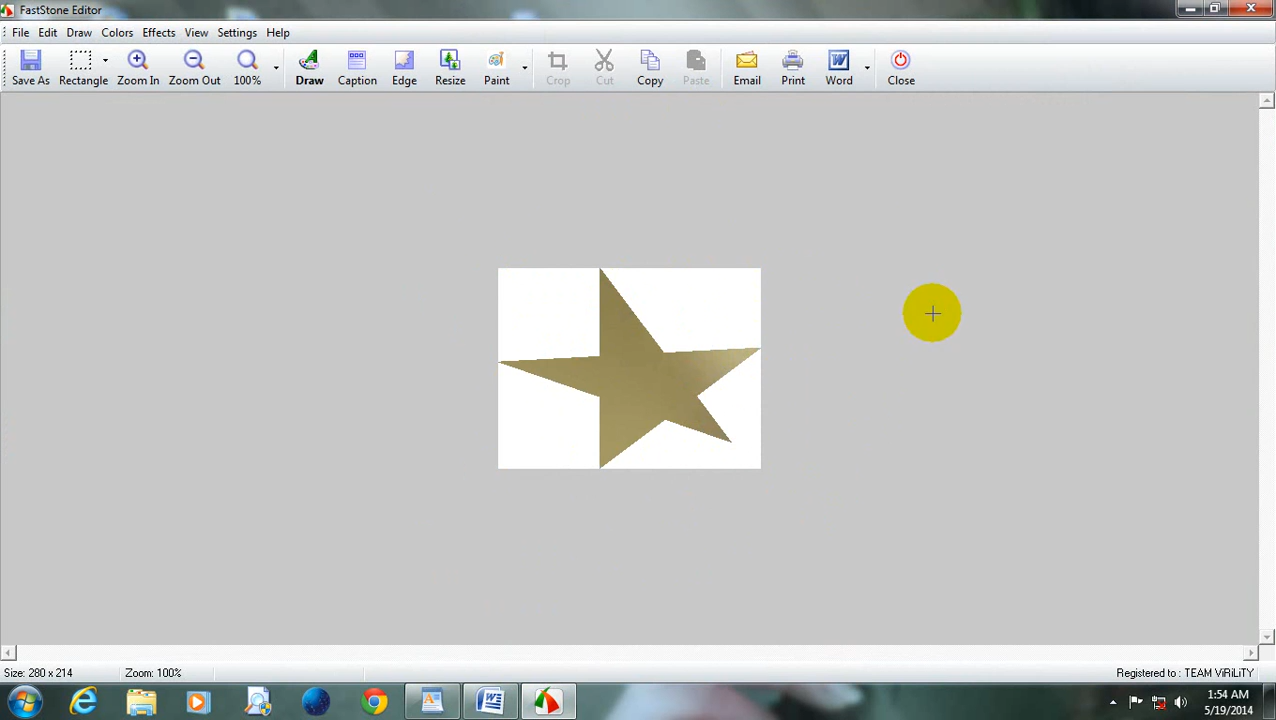 FastStone Editor
File Edit Draw Colors Effects View Settings Help
Save As Rectangle Zoom In Zoom Out 100% Draw Caption Edge Resize Paint Crop Cut Copy Paste Email Print Word Close
Size: 280 x 214 Zoom: 100% Registered to : TEAM ViRiLiTY
1:54 AM
5/19/2014